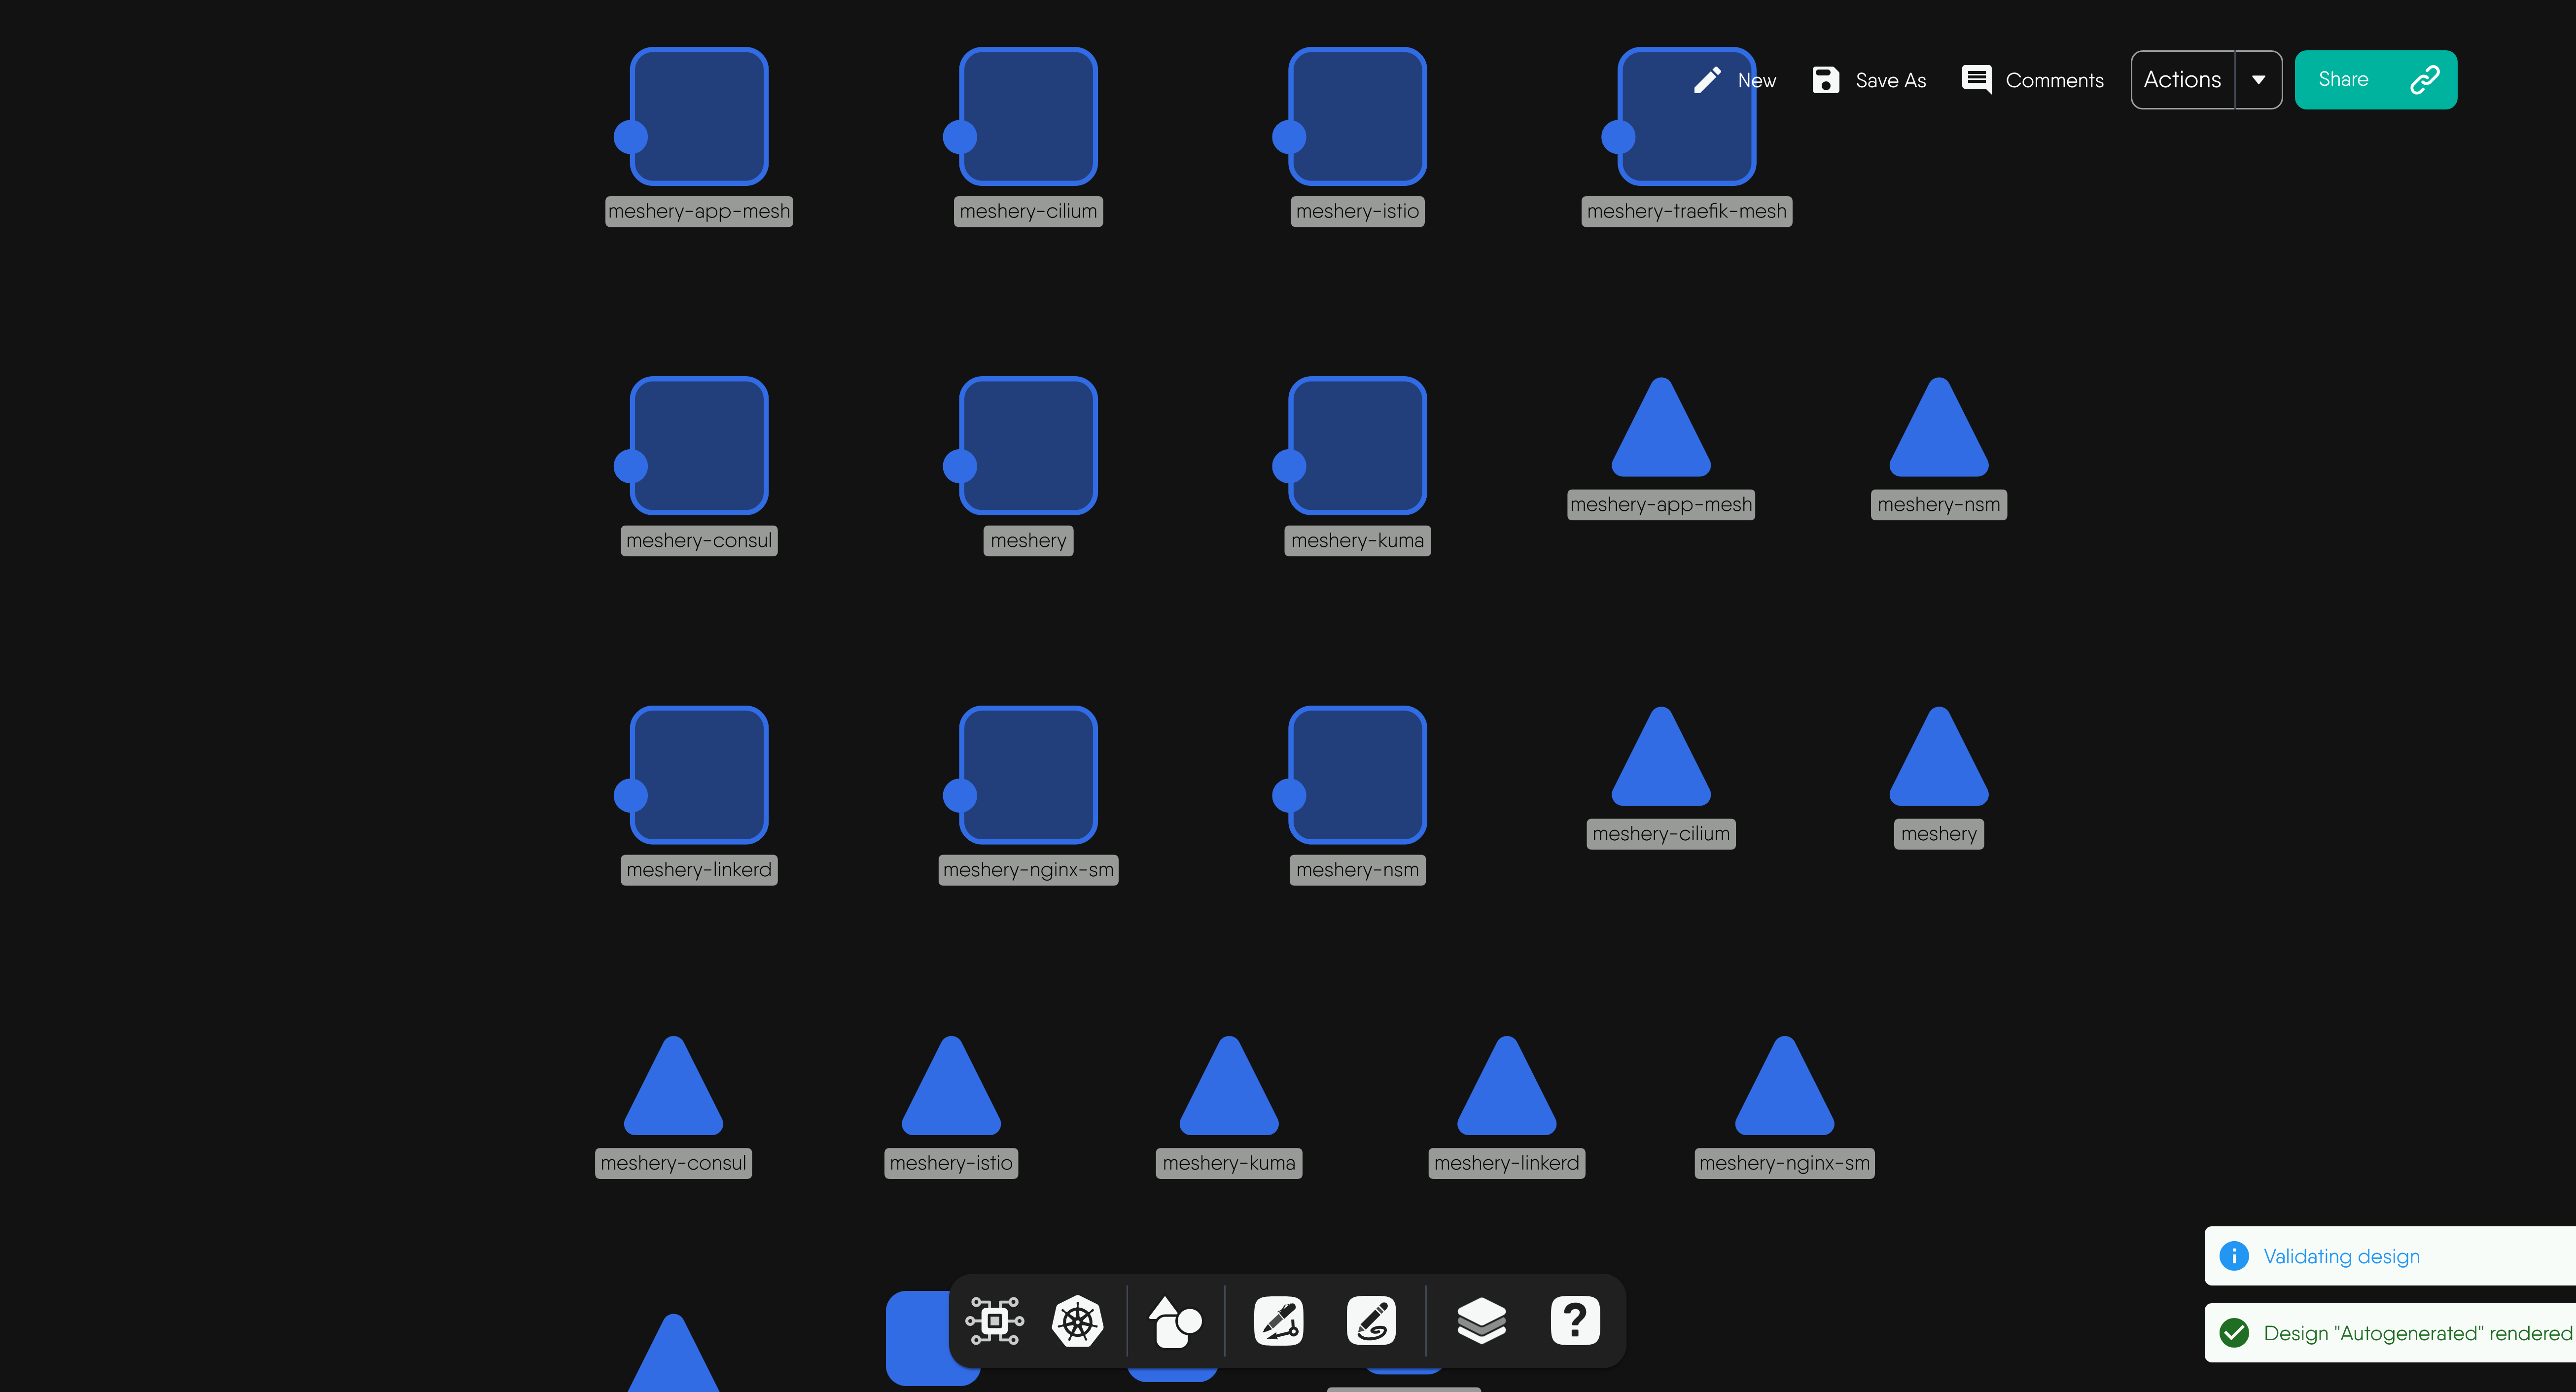 New
Save As
Comments
Actions
Share
meshery-app-mesh
meshery-cilium
meshery-istio
meshery-traefik-mesh
meshery-app-mesh
meshery-nsm
meshery-consul
meshery
meshery-kuma
meshery-cilium
meshery
meshery-linkerd
meshery-nginx-sm
meshery-nsm
meshery-consul
meshery-istio
meshery-kuma
meshery-linkerd
meshery-nginx-sm
Validating design
Design "Autogenerated" rendered
?